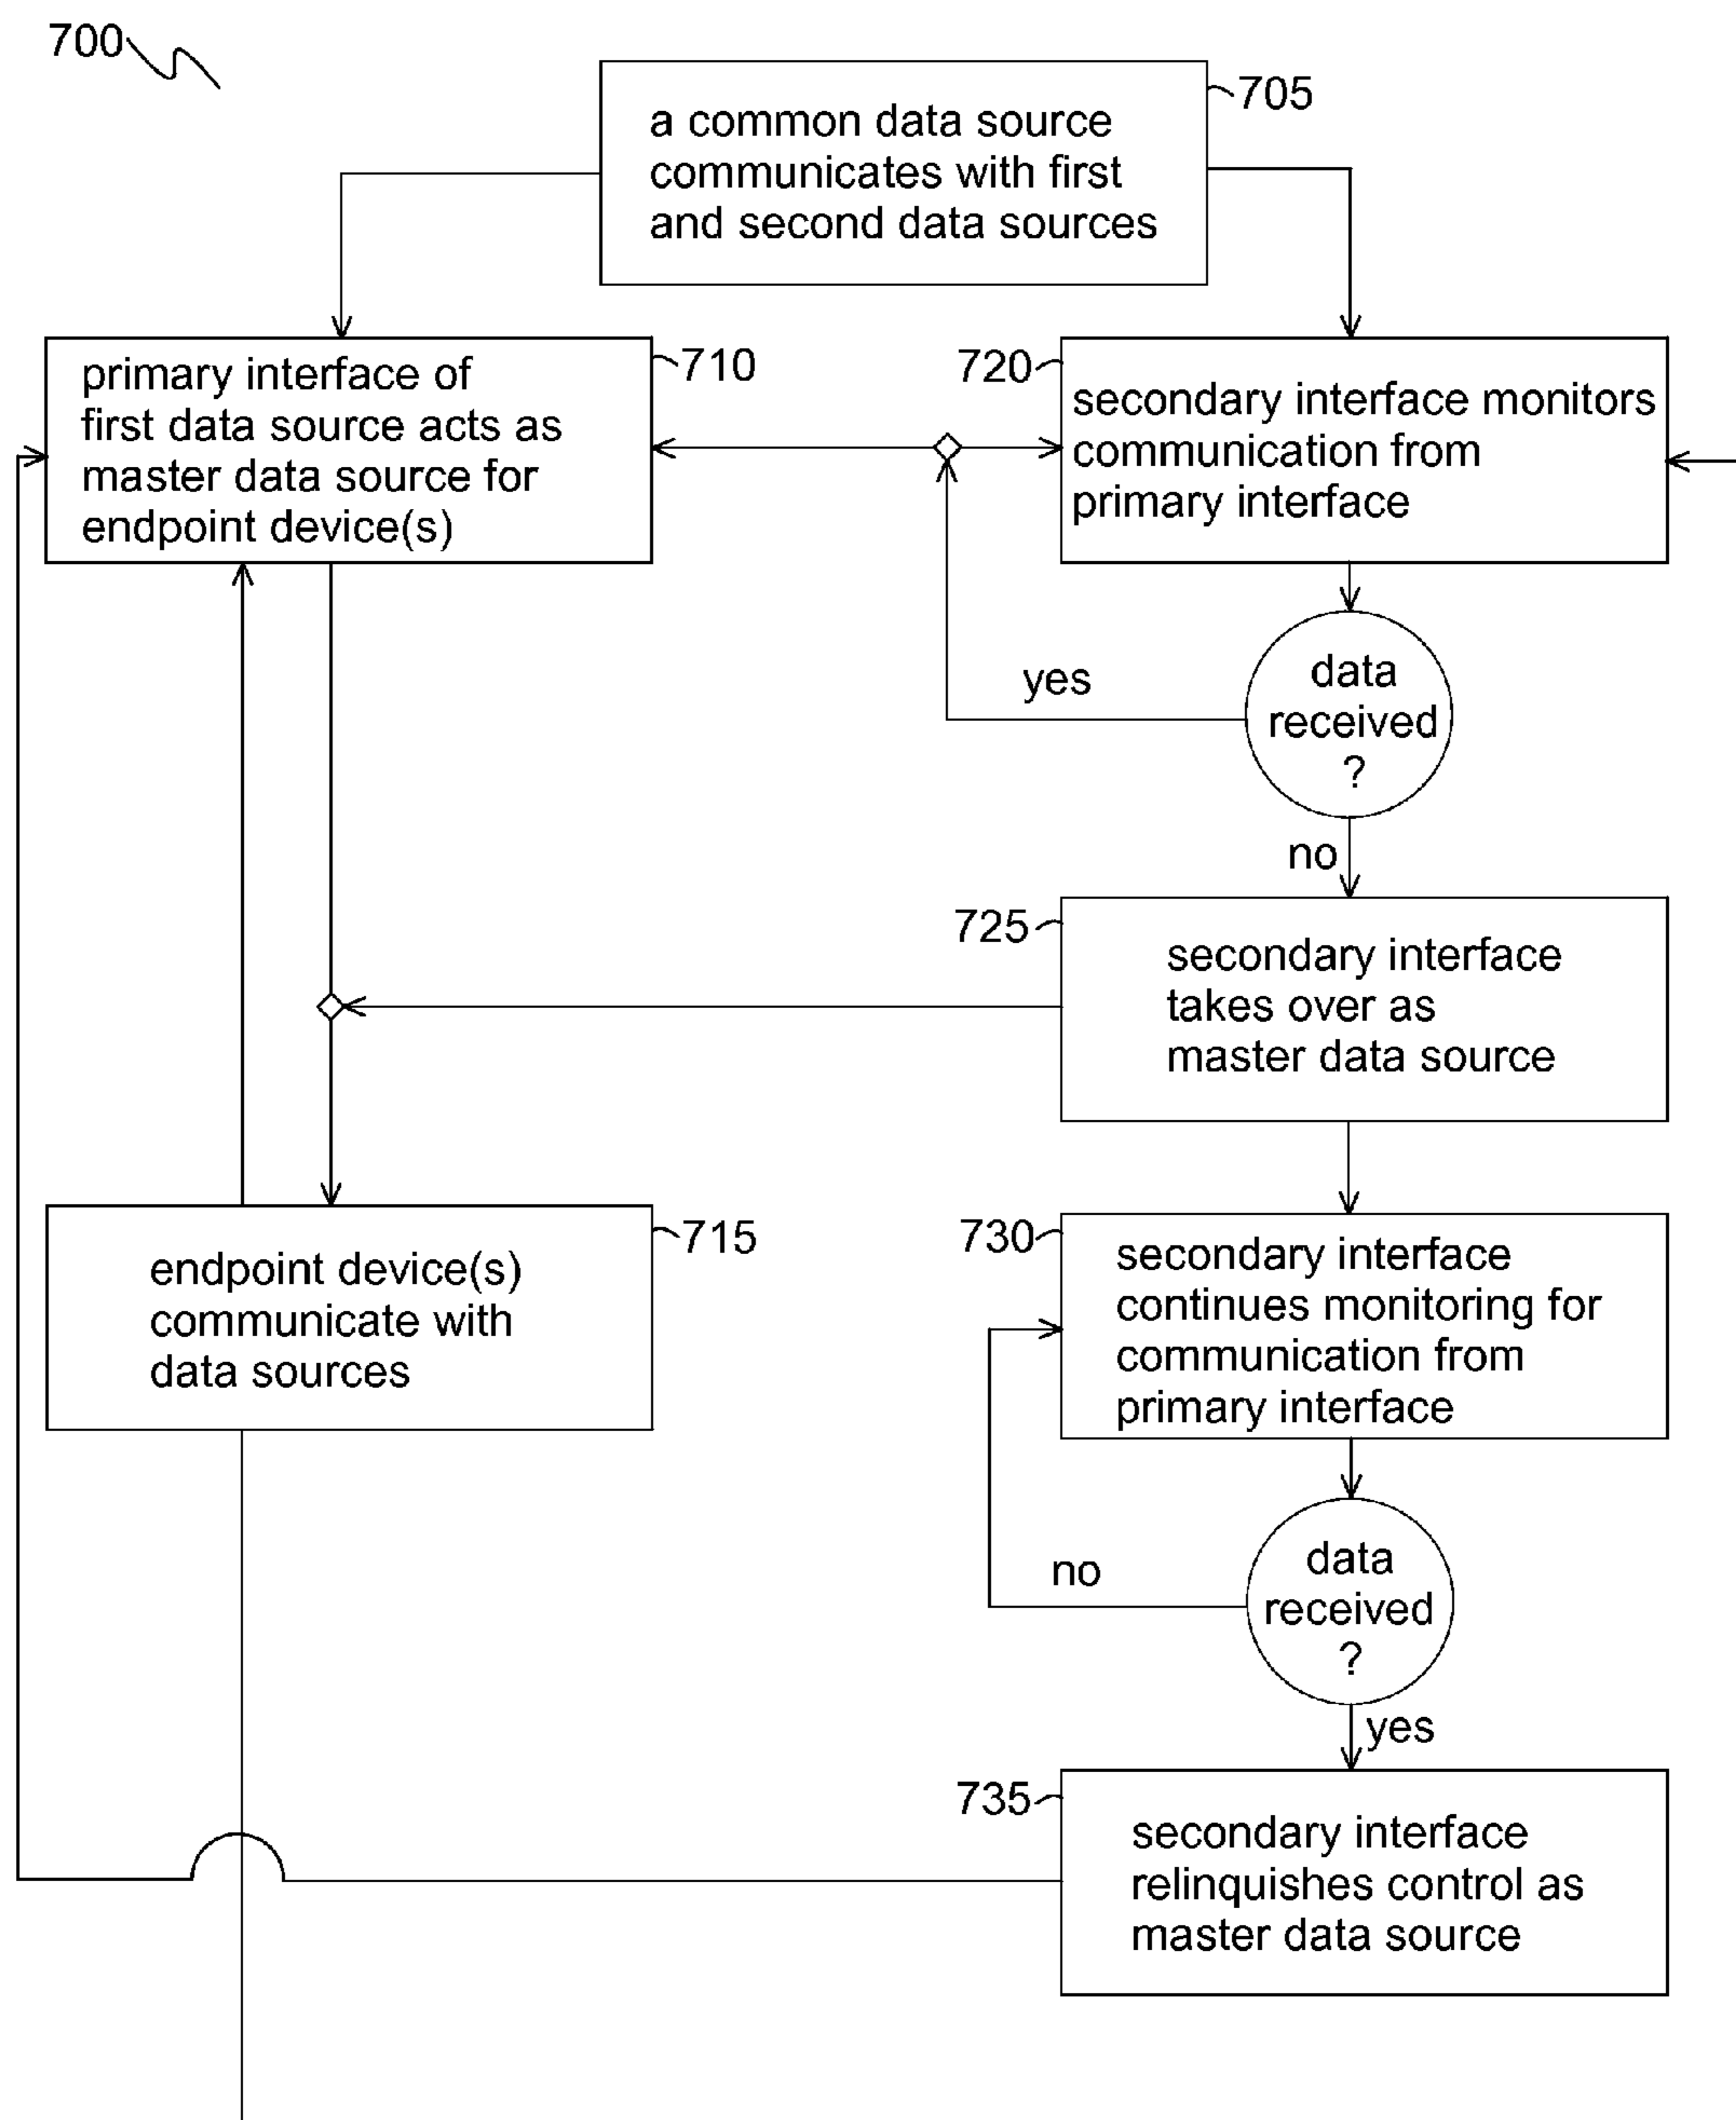 700
a common data source
communicates with first
and second data sources
705
primary interface of
first data source acts as
master data source for
endpoint device(s)
710
720
secondary interface monitors
communication from
primary interface
data
received
?
yes
no
725
secondary interface
takes over as
master data source
endpoint device(s)
communicate with
data sources
715
730
secondary interface
continues monitoring for
communication from
primary interface
data
received
?
no
yes
735
secondary interface
relinquishes control as
master data source